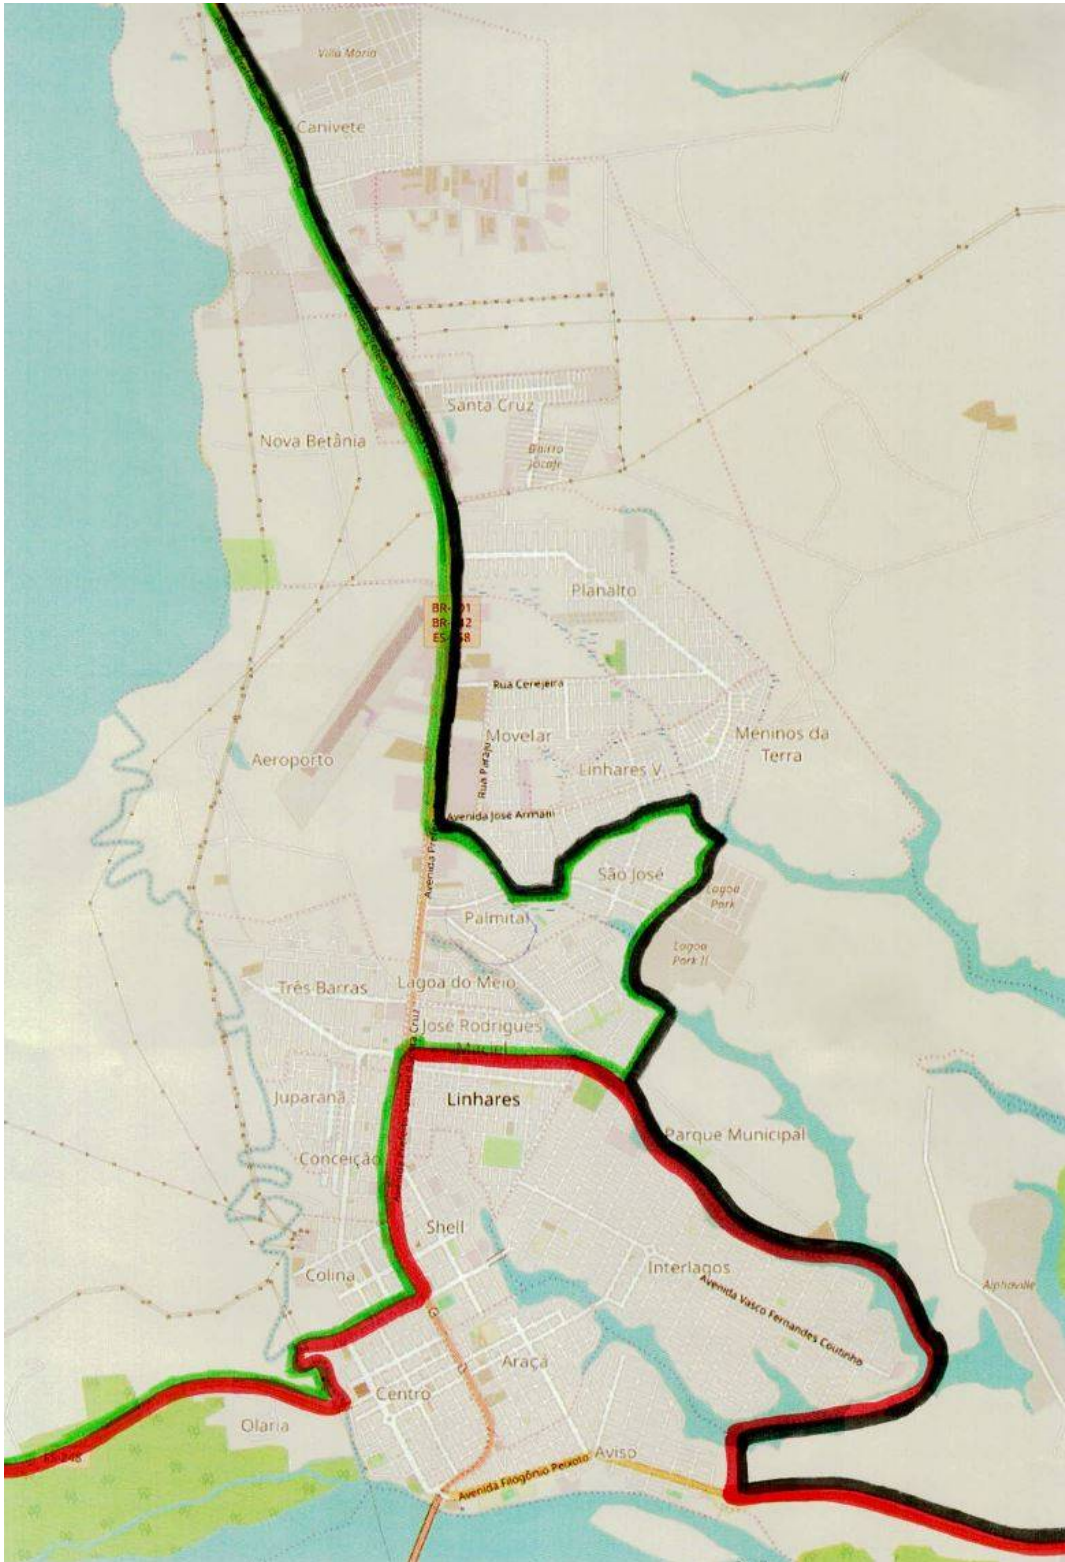 Villa Maria
Canivete
Santa Cruz
Nova Betânia
Bairro
Jocafe
Planalto
Rua Cerejeira
Movelar
Rua Paraju
Meninos da
Terra
Aeroporto
Linhares V
Avenida José Armani
São José
Lagoa
Park
Palmital
Lagoa
Park II
Três Barras
Lagoa do Meio
José Rodrigues
Maciel
Juparanã
Linhares
Parque Municipal
Conceição
Shell
Interlagos
Colina
Avenida Vasco Fernandes Coutinho
Alphaville
Araçá
Centro
Olaria
Aviso
Avenida Filogônio Peixoto